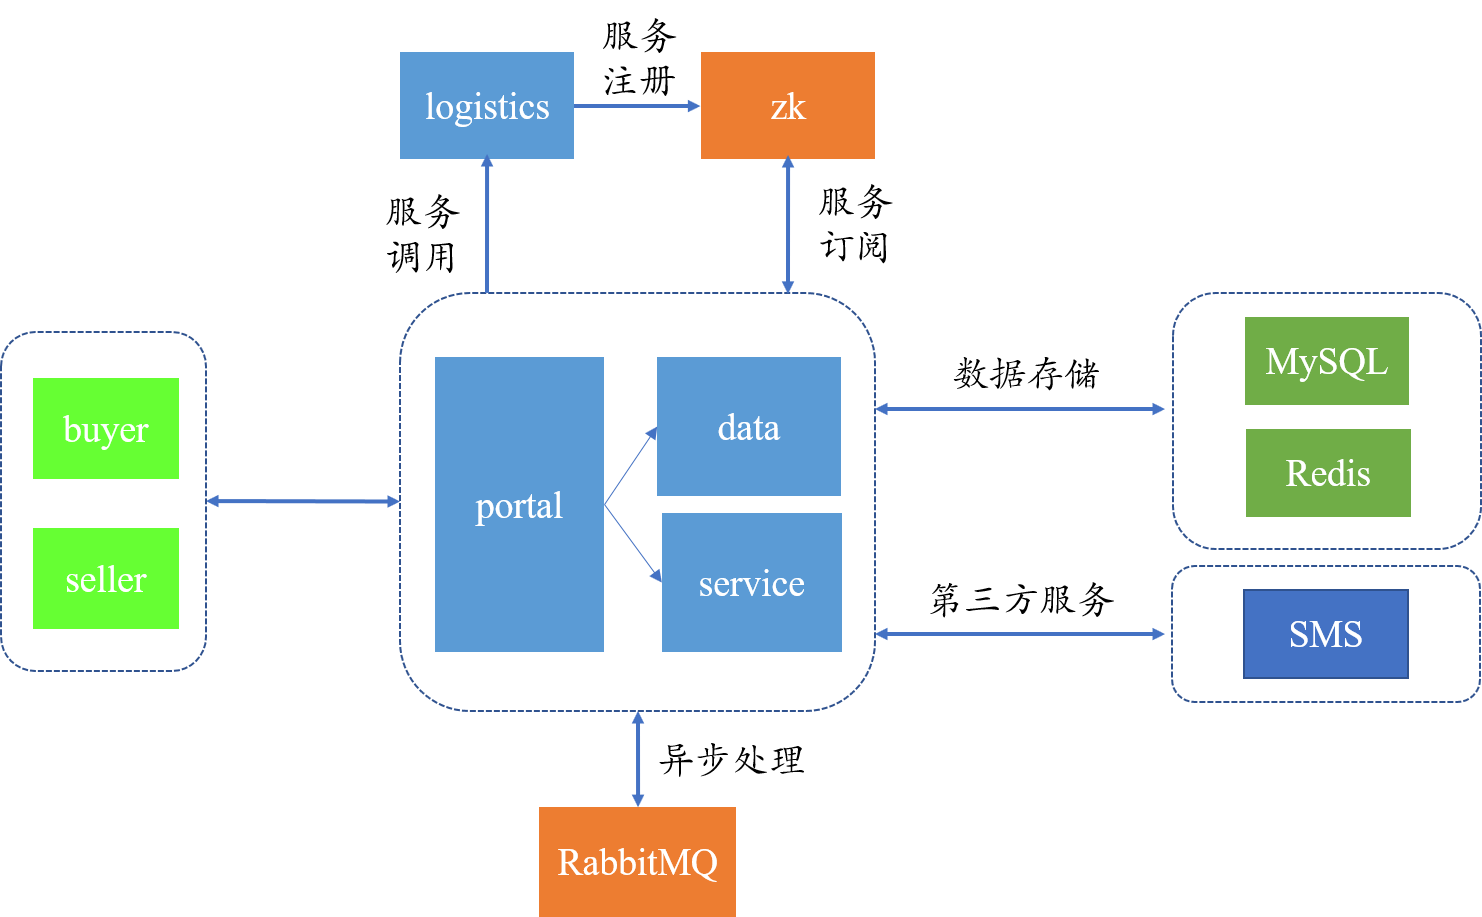 服务
注册
logistics
zk
服务
调用
服务
订阅
buyer
seller
portal
data
service
数据存储
MySQL
Redis
第三方服务
SMS
异步处理
RabbitMQ